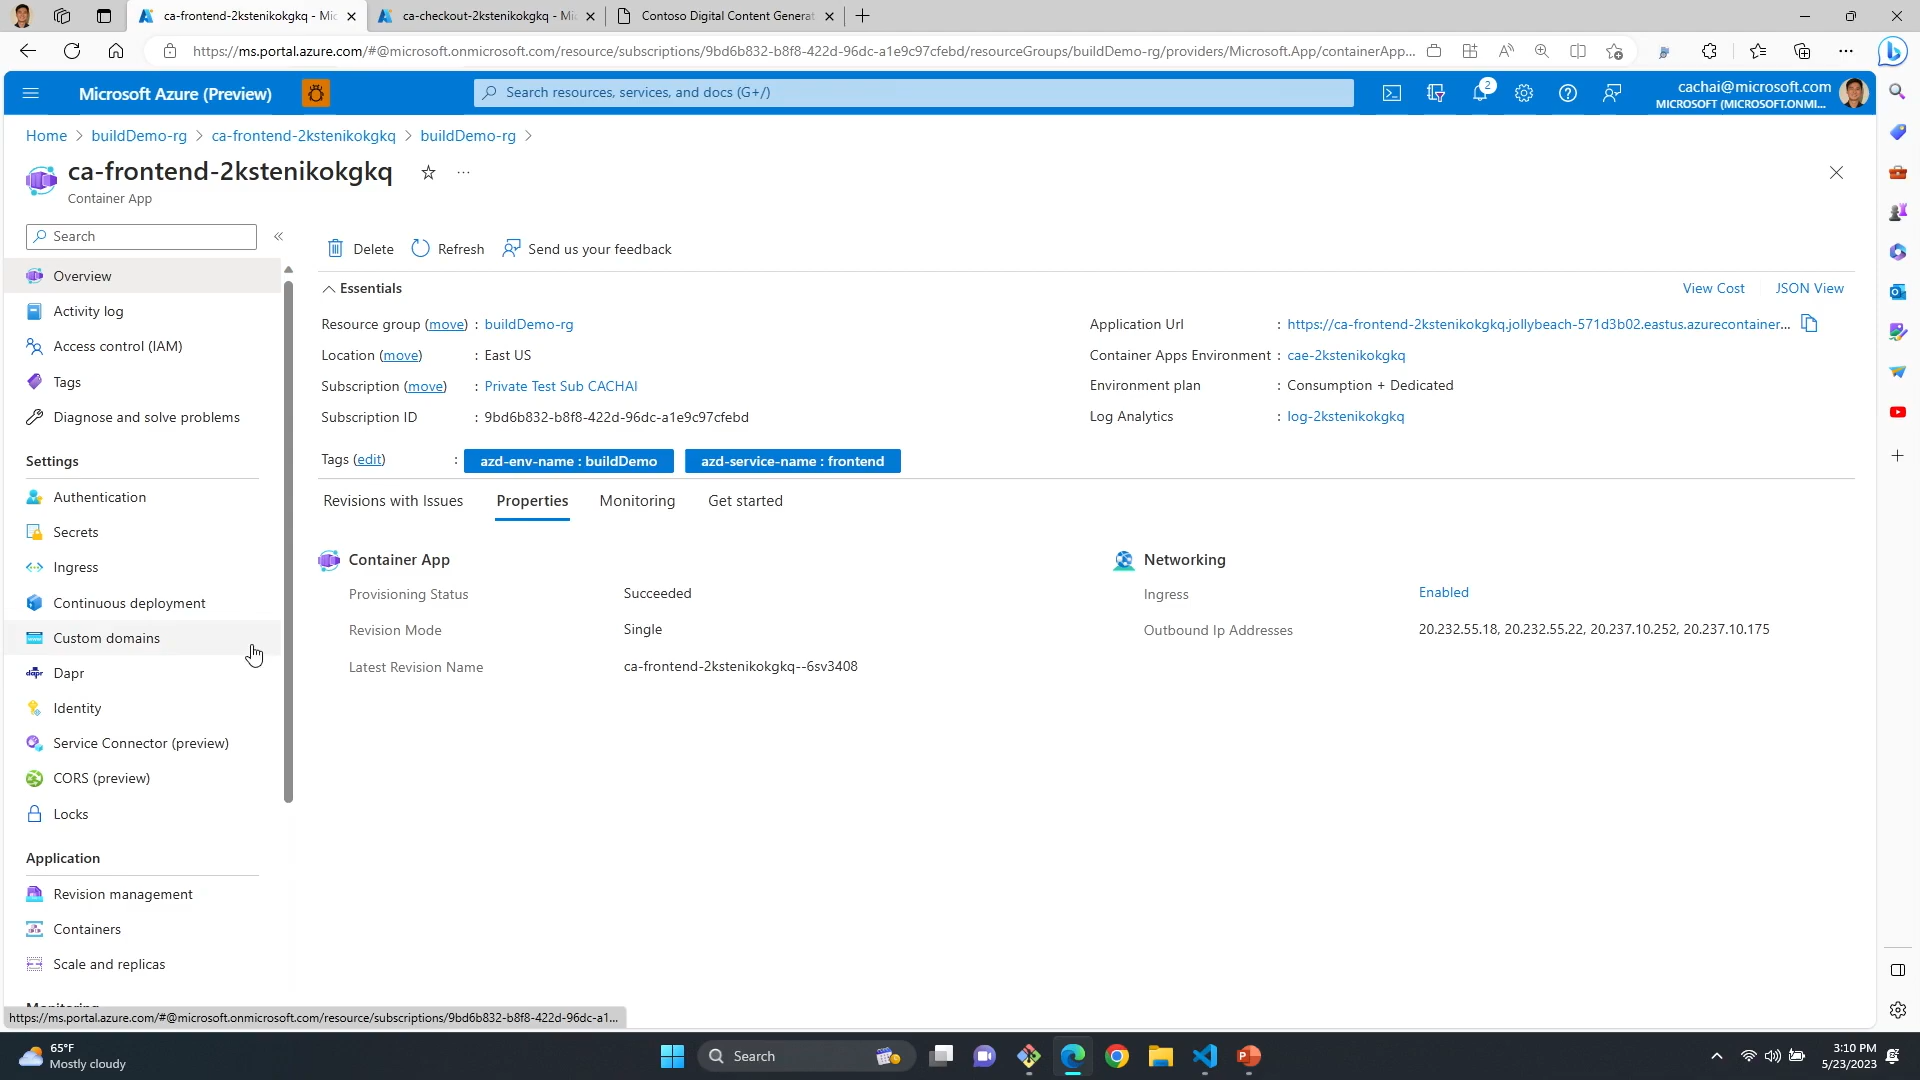 ca-frontend-2kstenikokgkq - Mic
ca-checkout-2kstenikokgkq - Mic
Contoso Digital Content Generat
https://ms.portal.azure.com/#@microsoft.onmicrosoft.com/resource/subscriptions/9bd6b832-b8f8-422d-96dc-a1e9c97cfebd/resourceGroups/buildDemo-rg/providers/Microsoft.App/containerApp...
Microsoft Azure (Preview)
Search resources, services, and docs (G+/)
2
cachai@microsoft.com
MICROSOFT (MICROSOFT.ONMI...
Home > buildDemo-rg > ca-frontend-2kstenikokgkq > buildDemo-rg >
ca-frontend-2kstenikokgkq
Container App
Search
Delete
Refresh
Send us your feedback
Essentials
View Cost
JSON View
Resource group (move) : buildDemo-rg
Location (move) : East US
Subscription (move) : Private Test Sub CACHAI
Subscription ID : 9bd6b832-b8f8-422d-96dc-a1e9c97cfebd
Tags (edit) : azd-env-name : buildDemo azd-service-name : frontend
Application Url : https://ca-frontend-2kstenikokgkq.jollybeach-571d3b02.eastus.azurecontainer...
Container Apps Environment : cae-2kstenikokgkq
Environment plan : Consumption + Dedicated
Log Analytics : log-2kstenikokgkq
Overview
Activity log
Access control (IAM)
Tags
Diagnose and solve problems
Settings
Authentication
Secrets
Ingress
Continuous deployment
Custom domains
dapr Dapr
Identity
Service Connector (preview)
CORS (preview)
Locks
Application
Revision management
Containers
Scale and replicas
Monitoring
Revisions with Issues
Properties
Monitoring
Get started
Container App
Provisioning Status Succeeded
Revision Mode Single
Latest Revision Name ca-frontend-2kstenikokgkq--6sv3408
Networking
Ingress Enabled
Outbound Ip Addresses 20.232.55.18, 20.232.55.22, 20.237.10.252, 20.237.10.175
https://ms.portal.azure.com/#@microsoft.onmicrosoft.com/resource/subscriptions/9bd6b832-b8f8-422d-96dc-a1...
65°F
Mostly cloudy
Search
3:10 PM
5/23/2023